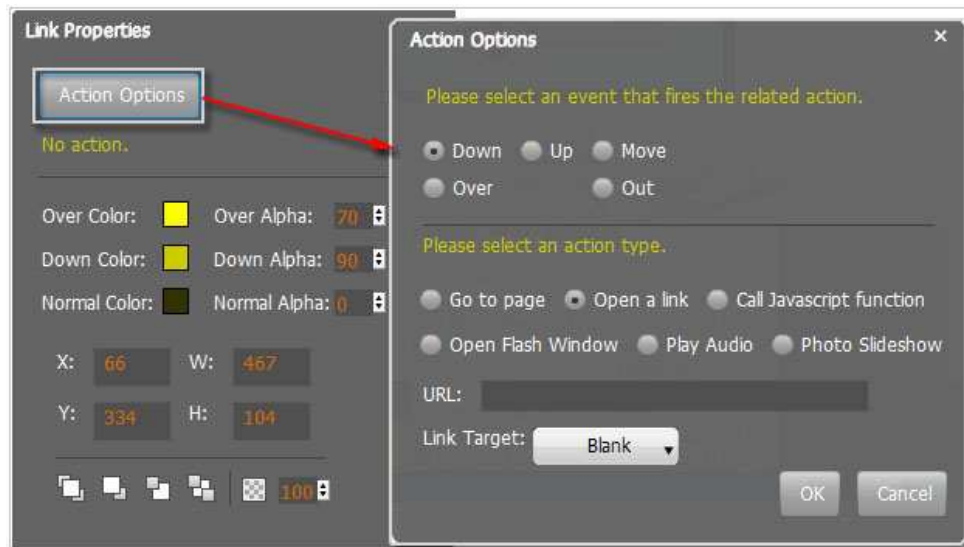 Link Properties
Action Options
No action.
Over Color: Over Alpha: 70
Down Color: Down Alpha: 90
Normal Color: Normal Alpha: 0
X: 66 W: 467
Y: 334 H: 104
100
Action Options
Please select an event that fires the related action.
Down Up Move
Over Out
Please select an action type.
Go to page Open a link Call Javascript function
Open Flash Window Play Audio Photo Slideshow
URL:
Link Target: Blank
OK Cancel